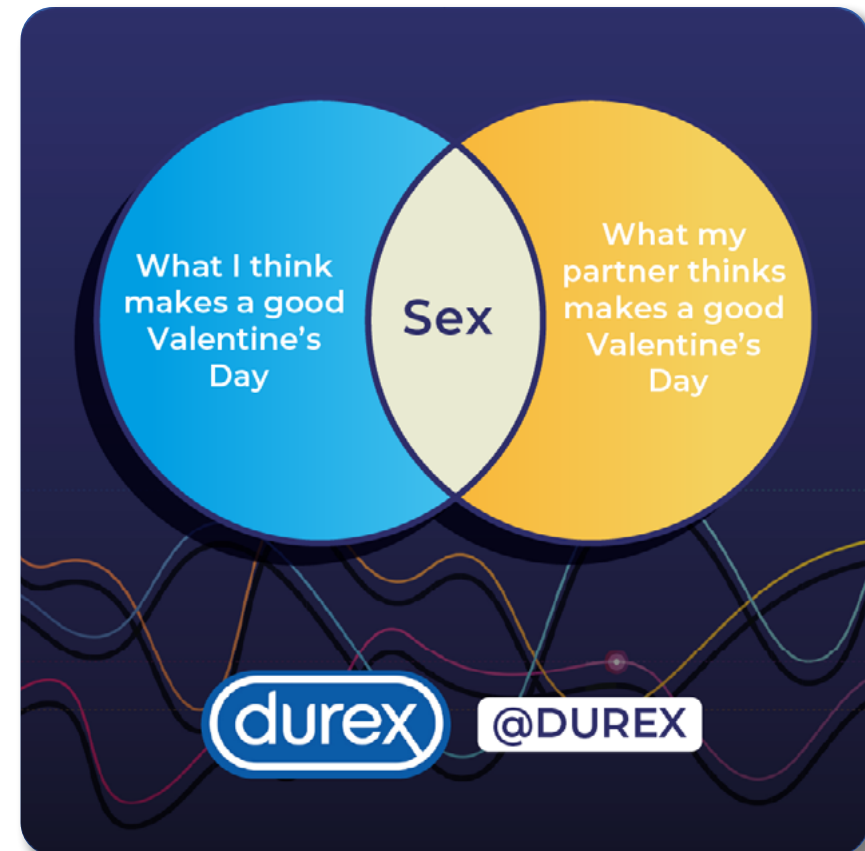 What I think
makes a good
Valentine's
Day
Sex
What my
partner thinks
makes a good
Valentine's
Day
durex
@DUREX